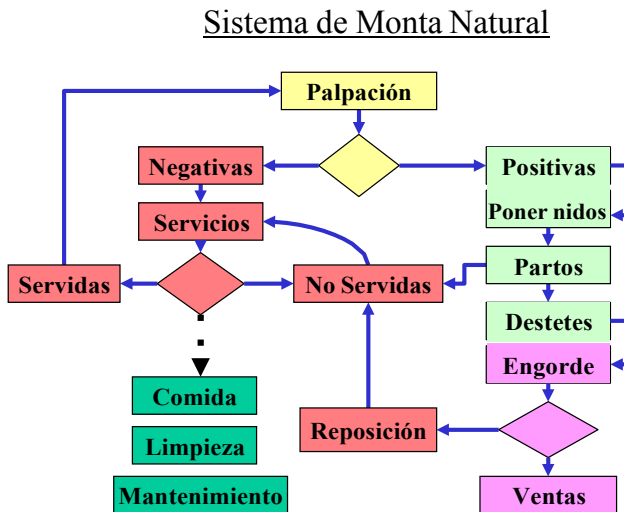 Sistema de Monta Natural
Palpación
Negativas
Positivas
Servicios
Poner nidos
Servidas
No Servidas
Partos
Destetes
Engorde
Comida
Limpieza
Reposición
Mantenimiento
Ventas